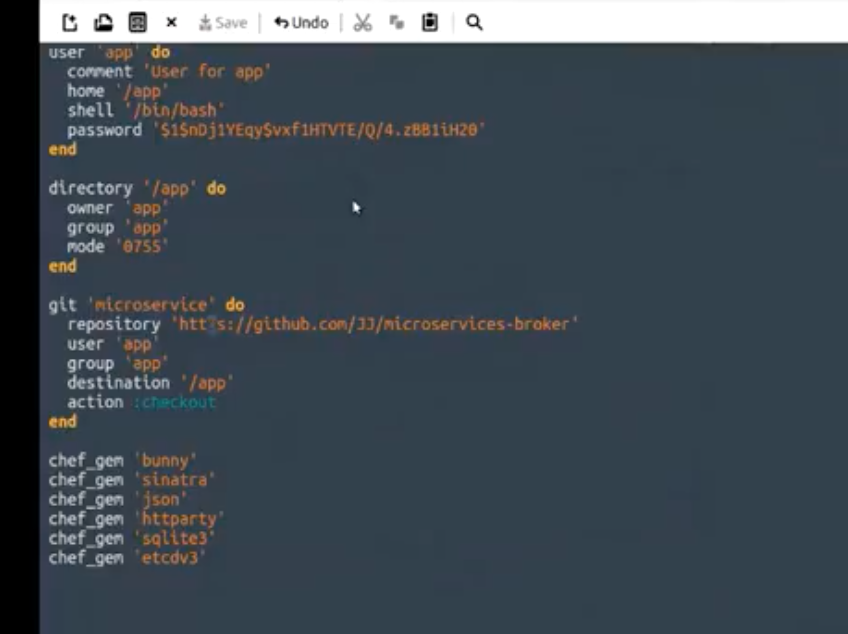 Save Undo
user 'app' do
comment 'User for app'
home '/app'
shell '/bin/bash'
password '$1$nDj1YEqy$vxf1HTVTE/Q/4.zBB1iH20'
end
directory '/app' do
owner 'app'
group 'app'
mode '0755'
end
git 'microservice' do
repository 'https://github.com/JJ/microservices-broker'
user 'app'
group 'app'
destination '/app'
action :checkout
end
chef_gem 'bunny'
chef_gem 'sinatra'
chef_gem 'json'
chef_gem 'httparty'
chef_gem 'sqlite3'
chef_gem 'etcdv3'